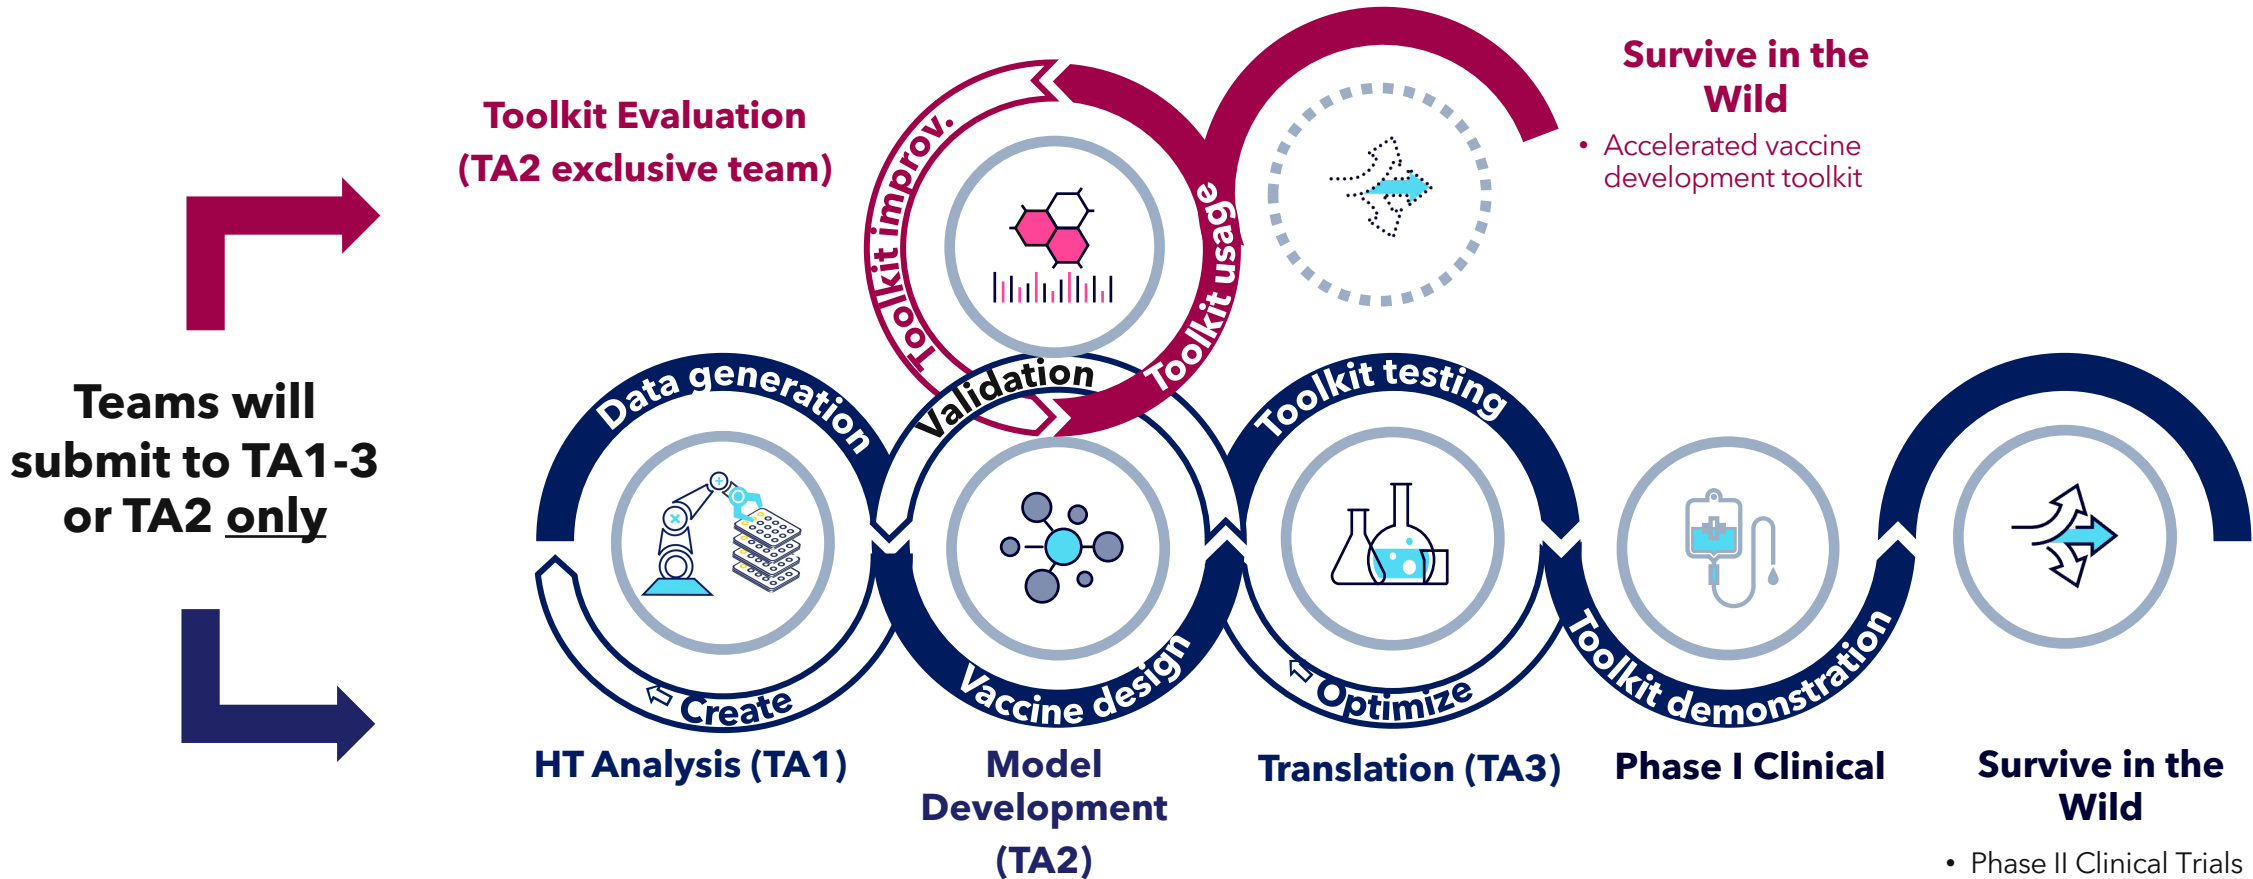 Teams will
submit to TA1-3
or TA2 only
Toolkit Evaluation
(TA2 exclusive team)
Toolkit improv.
Toolkit usage
Survive in the
Wild
• Accelerated vaccine
development toolkit
Data generation
Validation
Toolkit testing
Create
Vaccine design
Optimize
Toolkit demonstration
HT Analysis (TA1)
Model
Development
(TA2)
Translation (TA3)
Phase I Clinical
Survive in the
Wild
• Phase II Clinical Trials